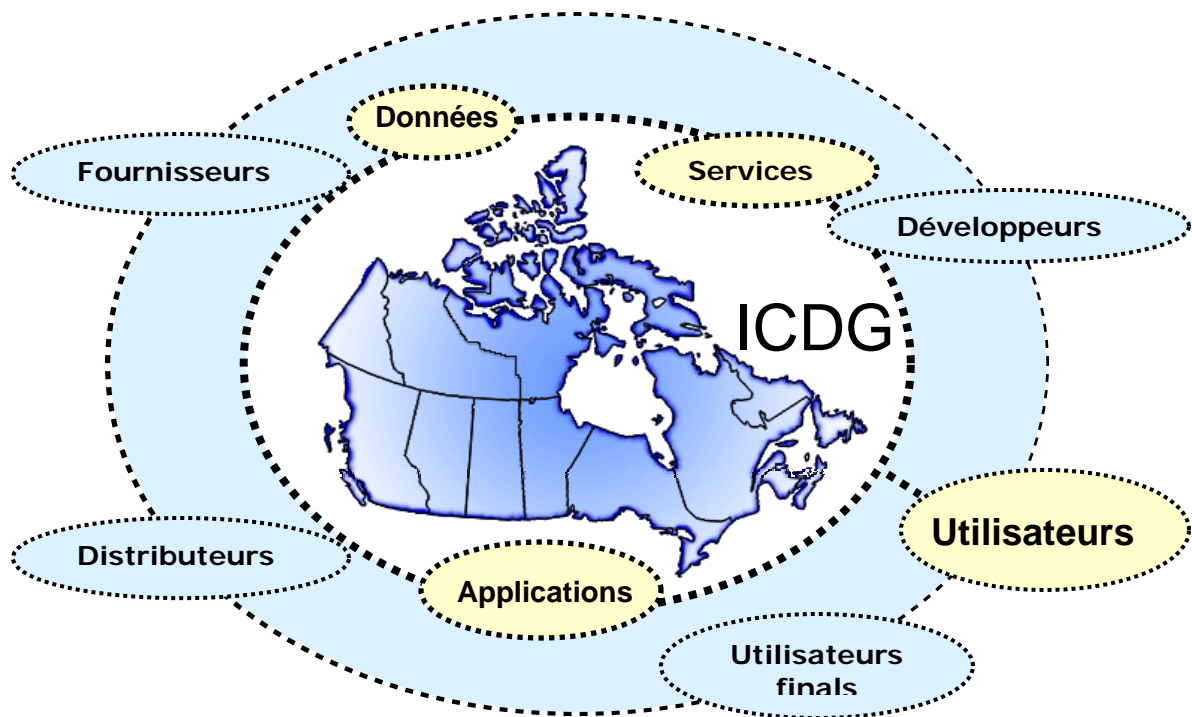 Données
Fournisseurs
Services
Développeurs
ICDG
Utilisateurs
Distributeurs
Applications
Utilisateurs
finals